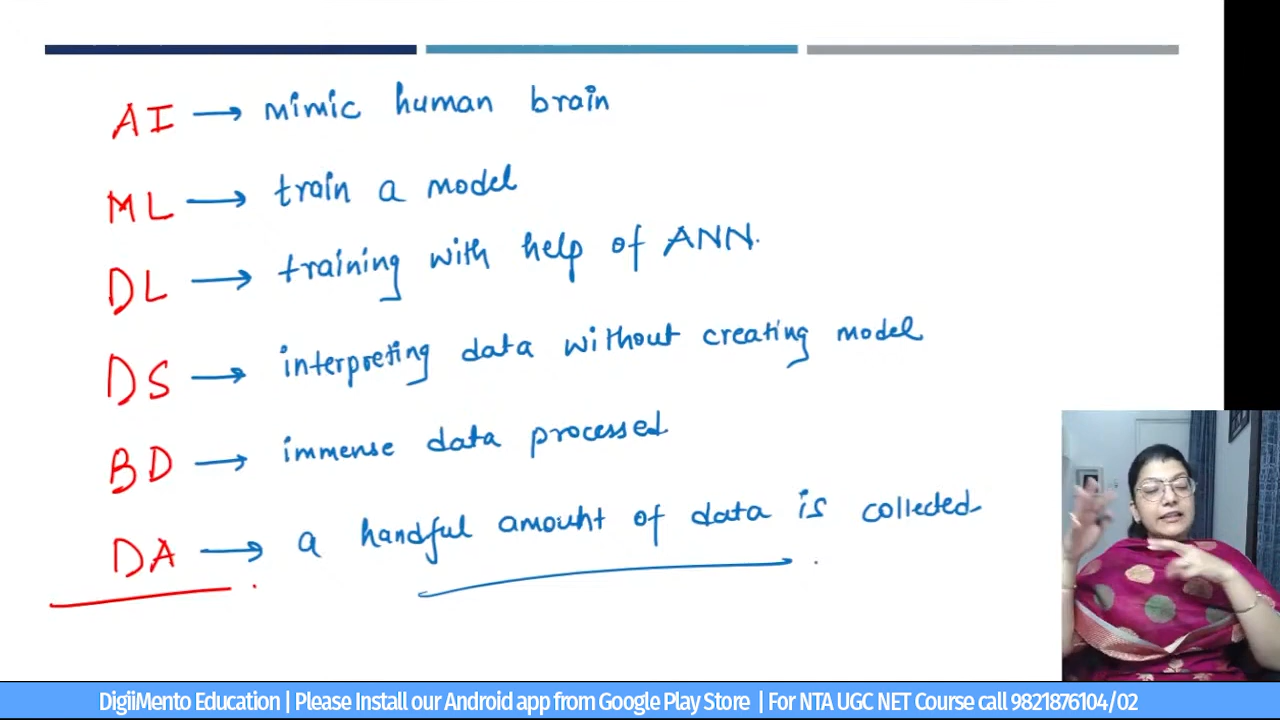 AI → mimic human brain
ML → train a model
DL → training with help of ANN.
DS → interpreting data without creating model
BD → immense data processed
DA → a handful amount of data is collected
DigiiMento Education | Please Install our Android app from Google Play Store | For NTA UGC NET Course call 9821876104/02